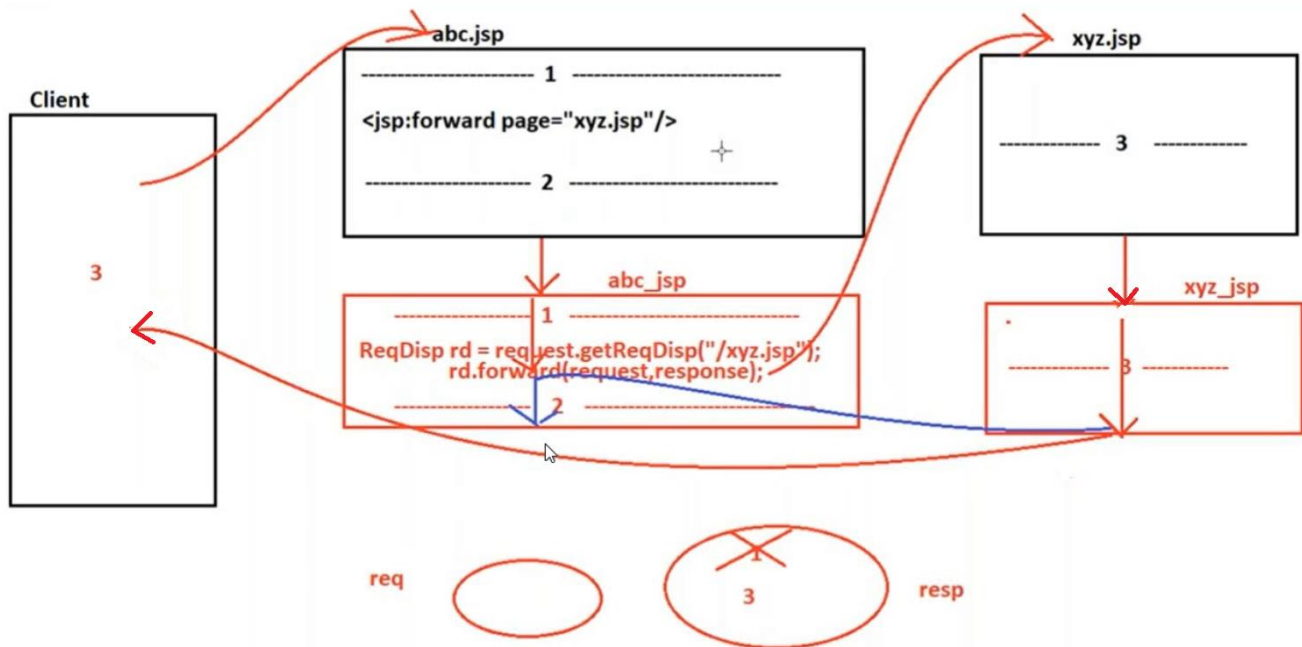 abc.jsp
xyz.jsp
Client
---------------------- 1 ---------------------------
<jsp:forward page="xyz.jsp"/>
--------------------- 2 ---------------------------
------------- 3 ------------
3
abc_jsp
xyz_jsp
------------------ 1 ------------------------------
ReqDisp rd = request.getReqDisp("/xyz.jsp");
rd.forward(request,response);
------------------ 2 ------------------------------
------------- 3 -----------
req
1
3
resp